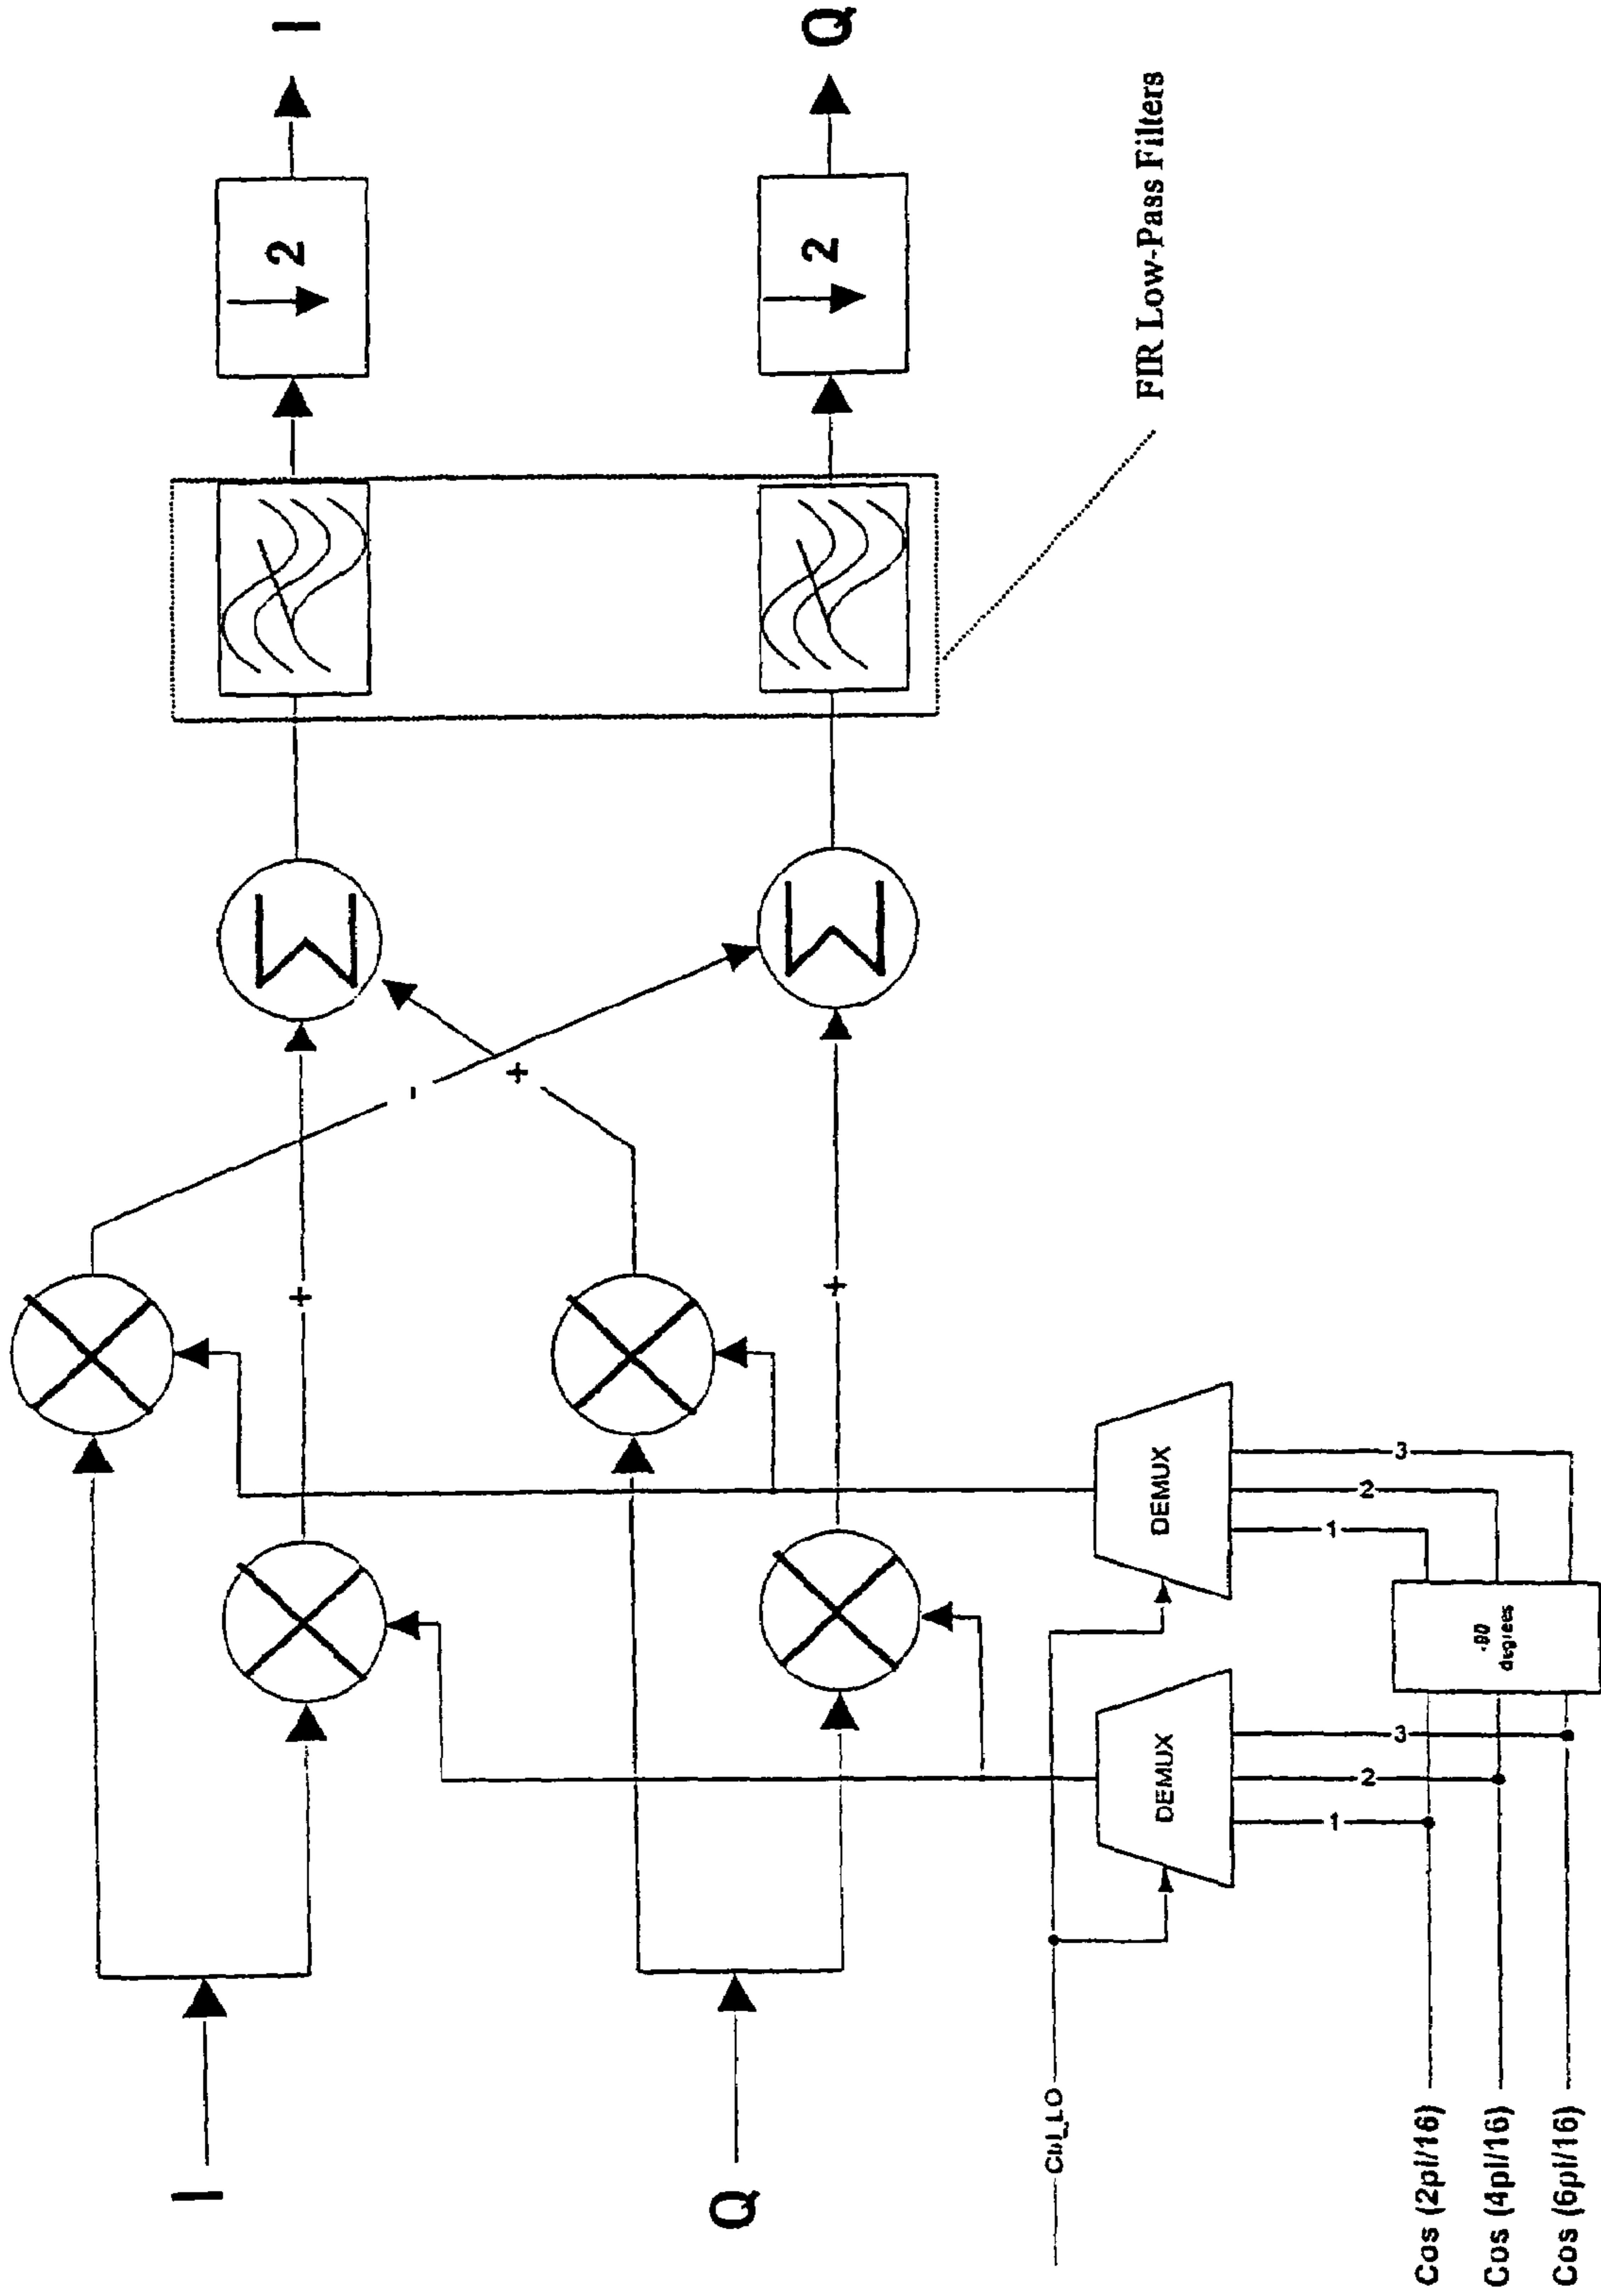 I
Q
Ctrl_LO
Cos (2pi/16)
Cos (4pi/16)
Cos (6pi/16)
DEMUX
1
2
3
-90
degrees
DEMUX
1
2
3
+
+
-
+
Σ
Σ
FIR Low-Pass Filters
2
2
I
Q